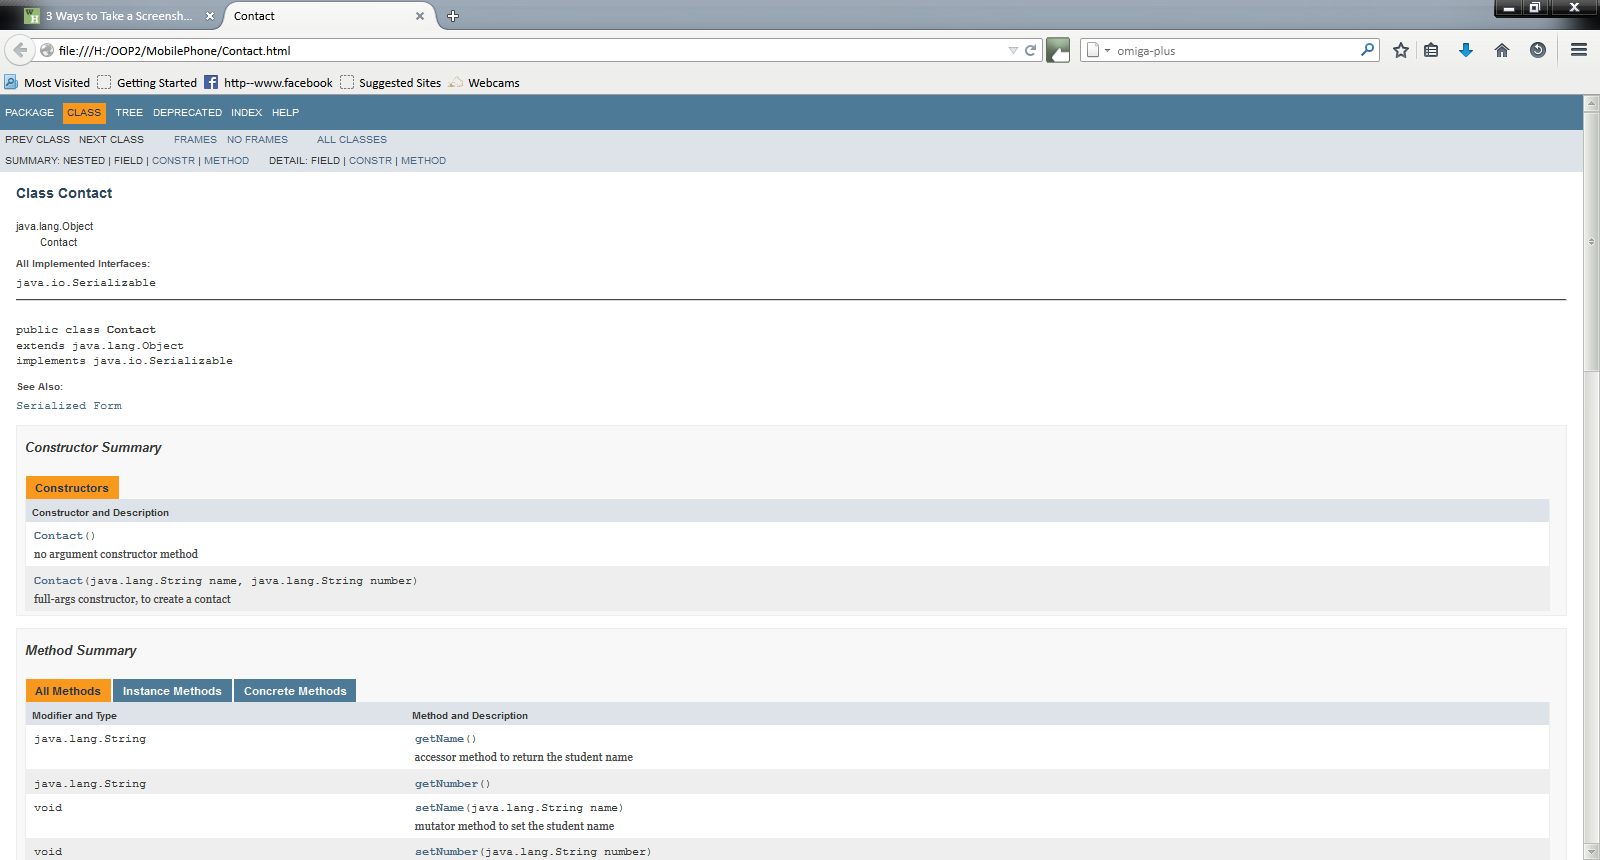 3 Ways to Take a Screensh...
Contact
file:///H:/OOP2/MobilePhone/Contact.html
omiga-plus
Most Visited Getting Started http--www.facebook Suggested Sites Webcams
PACKAGE CLASS TREE DEPRECATED INDEX HELP
PREV CLASS NEXT CLASS FRAMES NO FRAMES ALL CLASSES
SUMMARY: NESTED | FIELD | CONSTR | METHOD DETAIL: FIELD | CONSTR | METHOD
Class Contact
java.lang.Object
Contact
All Implemented Interfaces:
java.io.Serializable
public class Contact
extends java.lang.Object
implements java.io.Serializable
See Also:
Serialized Form
Constructor Summary
Constructors
Constructor and Description
Contact()
no argument constructor method
Contact(java.lang.String name, java.lang.String number)
full-args constructor, to create a contact
Method Summary
All Methods Instance Methods Concrete Methods
Modifier and Type Method and Description
java.lang.String getName()
accessor method to return the student name
java.lang.String getNumber()
void setName(java.lang.String name)
mutator method to set the student name
void setNumber(java.lang.String number)